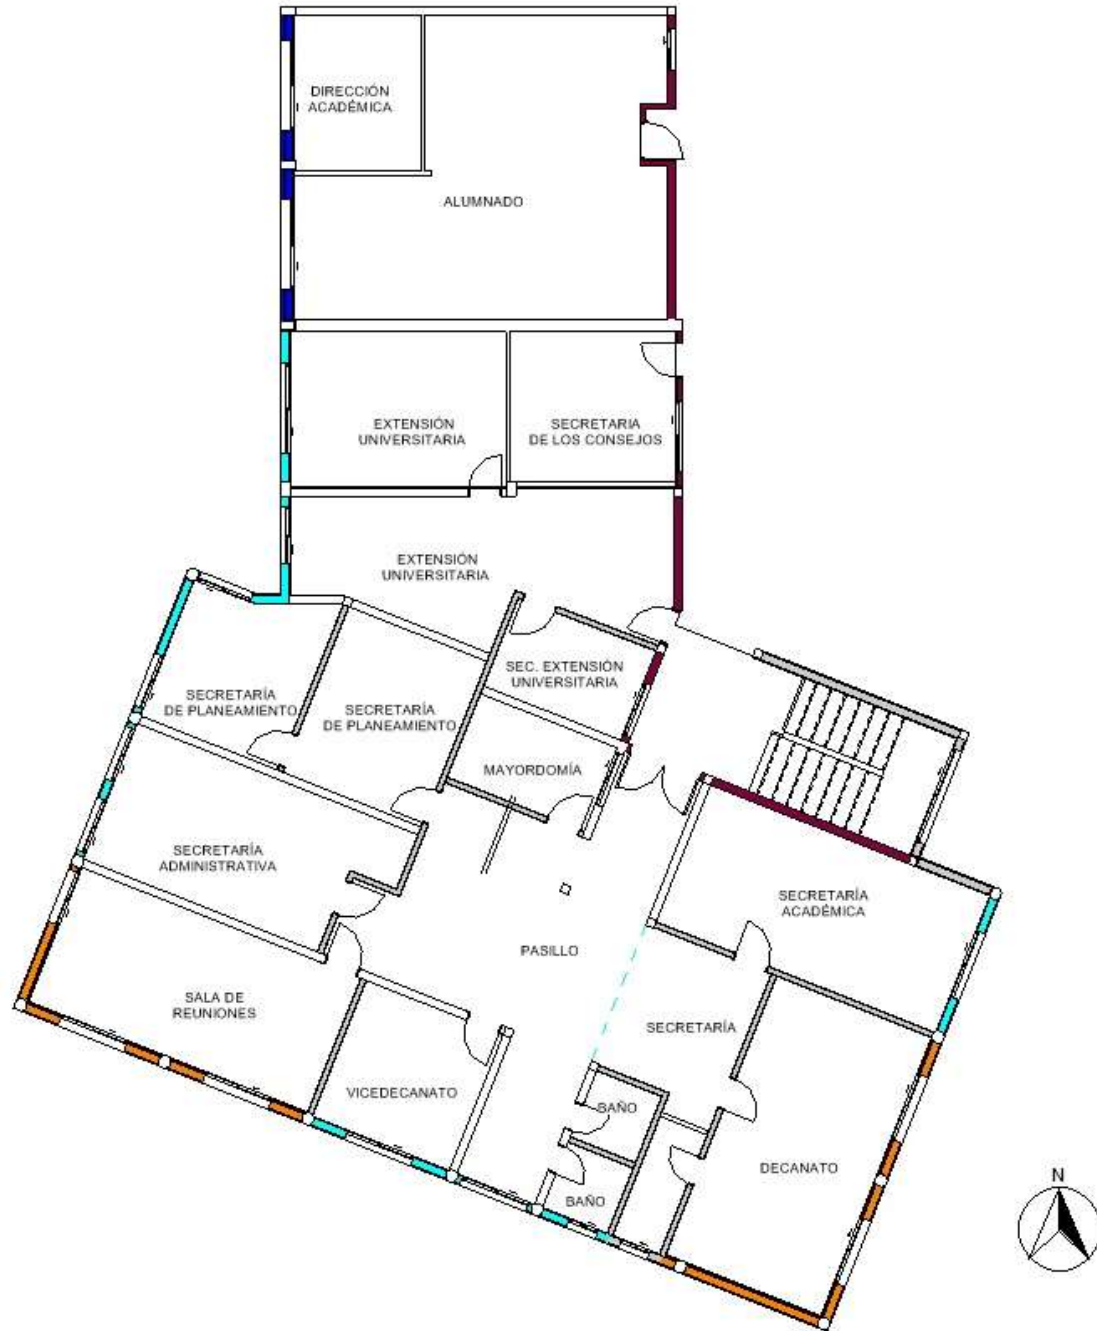 DIRECCIÓN
ACADÉMICA
ALUMNADO
EXTENSIÓN
UNIVERSITARIA
SECRETARIA
DE LOS CONSEJOS
EXTENSIÓN
UNIVERSITARIA
SEC. EXTENSIÓN
UNIVERSITARIA
SECRETARÍA
DE PLANEAMIENTO
SECRETARÍA
DE PLANEAMIENTO
MAYORDOMÍA
SECRETARÍA
ADMINISTRATIVA
SECRETARÍA
ACADÉMICA
PASILLO
SALA DE
REUNIONES
SECRETARÍA
VICEDECANATO
BAÑO
DECANATO
BAÑO
N